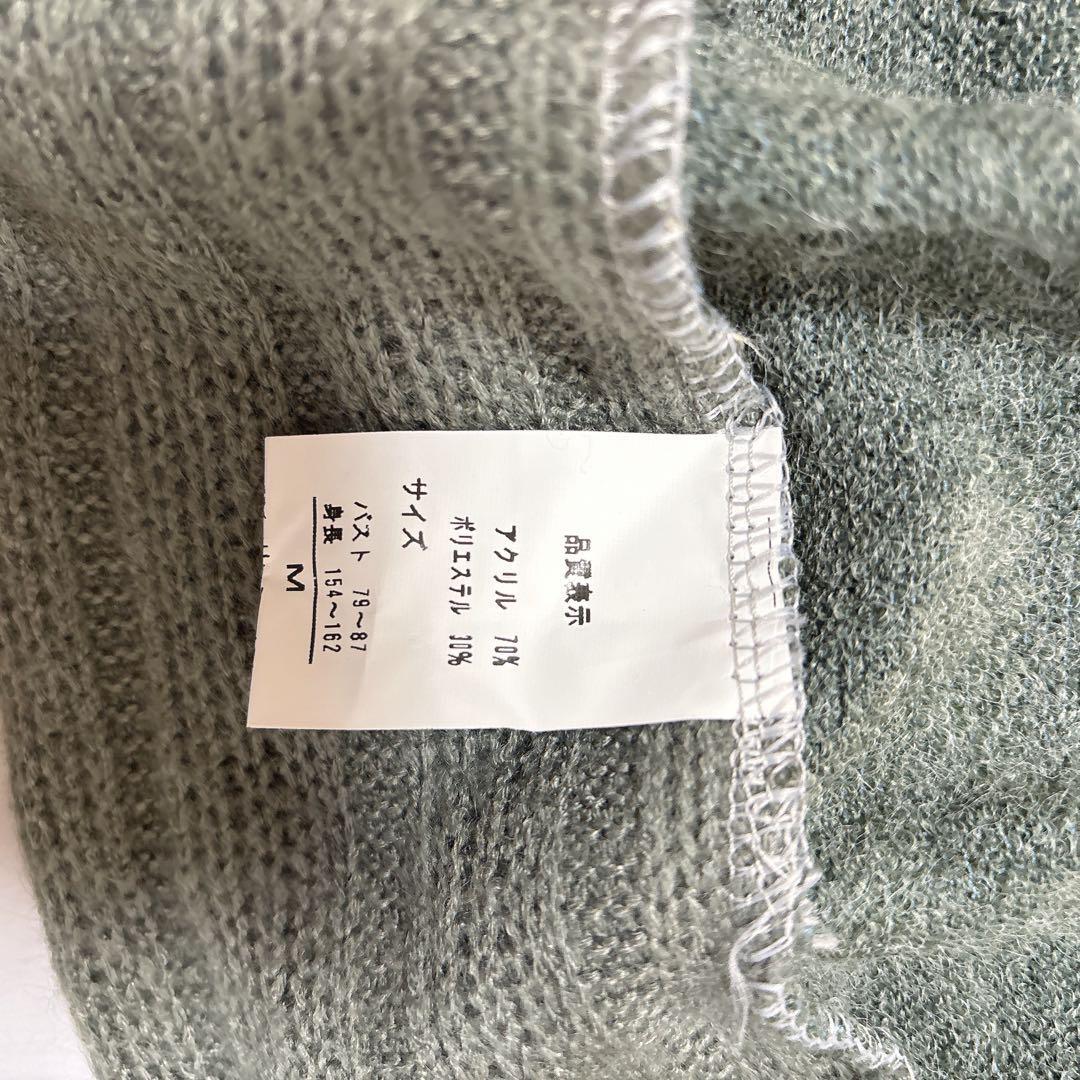 品質表示
アクリル 70%
ポリエステル 30%
サイズ
バスト 79〜87
身長 154〜162
M